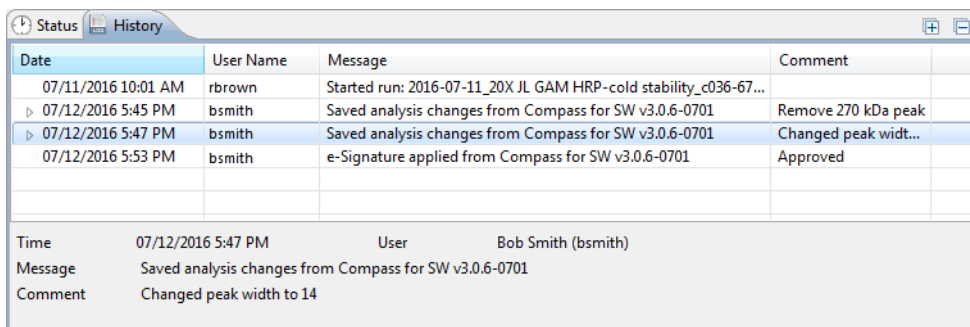 Status History
Date User Name Message Comment
07/11/2016 10:01 AM rbrown Started run: 2016-07-11_20X JL GAM HRP-cold stability_c036-67...
07/12/2016 5:45 PM bsmith Saved analysis changes from Compass for SW v3.0.6-0701 Remove 270 kDa peak
07/12/2016 5:47 PM bsmith Saved analysis changes from Compass for SW v3.0.6-0701 Changed peak widt...
07/12/2016 5:53 PM bsmith e-Signature applied from Compass for SW v3.0.6-0701 Approved
Time 07/12/2016 5:47 PM User Bob Smith (bsmith)
Message Saved analysis changes from Compass for SW v3.0.6-0701
Comment Changed peak width to 14